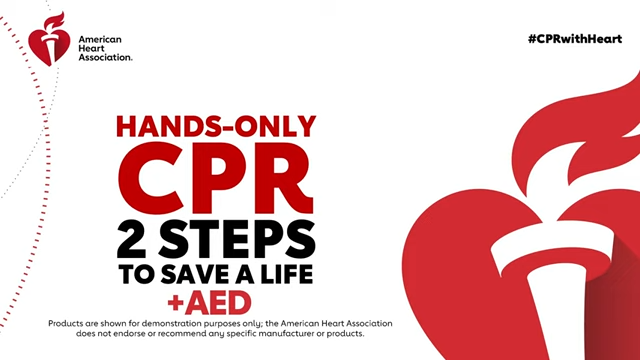 American
Heart
Association.
#CPRwithHeart
HANDS-ONLY
CPR
2 STEPS
TO SAVE A LIFE
+AED
Products are shown for demonstration purposes only; the American Heart Association
does not endorse or recommend any specific manufacturer or products.